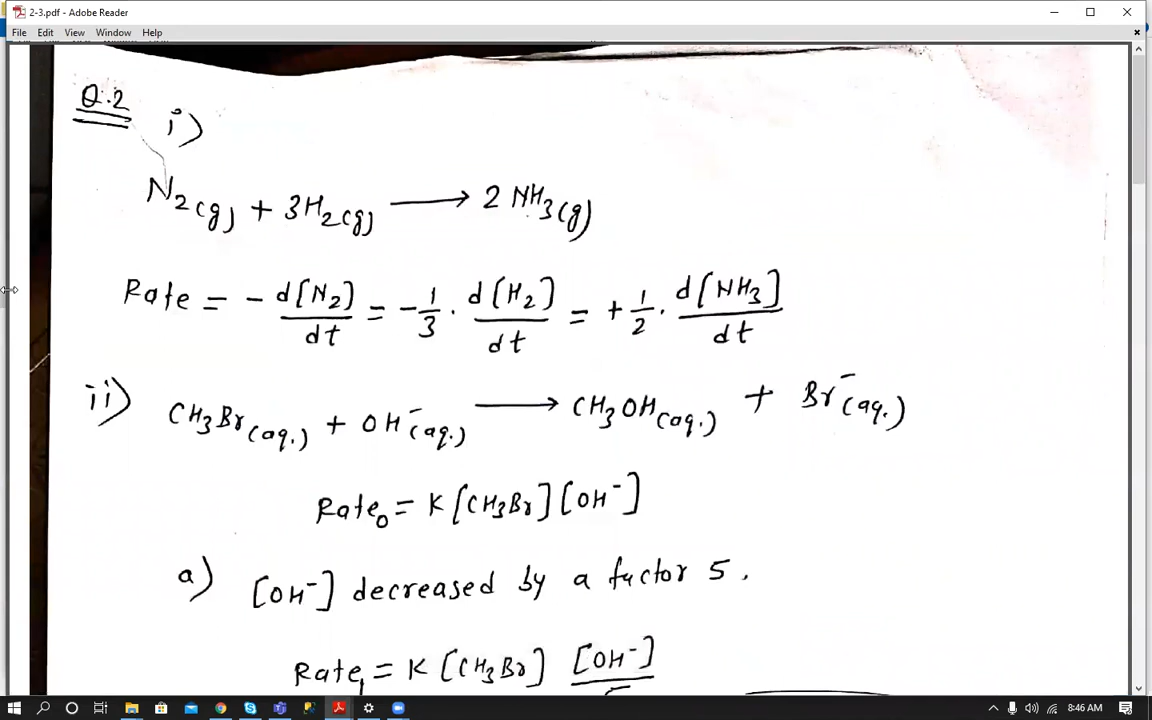 2-3.pdf - Adobe Reader
File Edit View Window Help
Q.2
i)
N₂(g) + 3H₂(g) ⟶ 2 NH₃(g)
Rate = - d[N₂]/dt = -1/3 · d[H₂]/dt = +1/2 · d[NH₃]/dt
ii) CH₃Br(aq.) + OH⁻(aq.) ⟶ CH₃OH(aq.) + Br⁻(aq.)
Rate₀ = K[CH₃Br][OH⁻]
a) [OH⁻] decreased by a factor 5.
Rate₁ = K [CH₃Br] [OH⁻]
8:46 AM